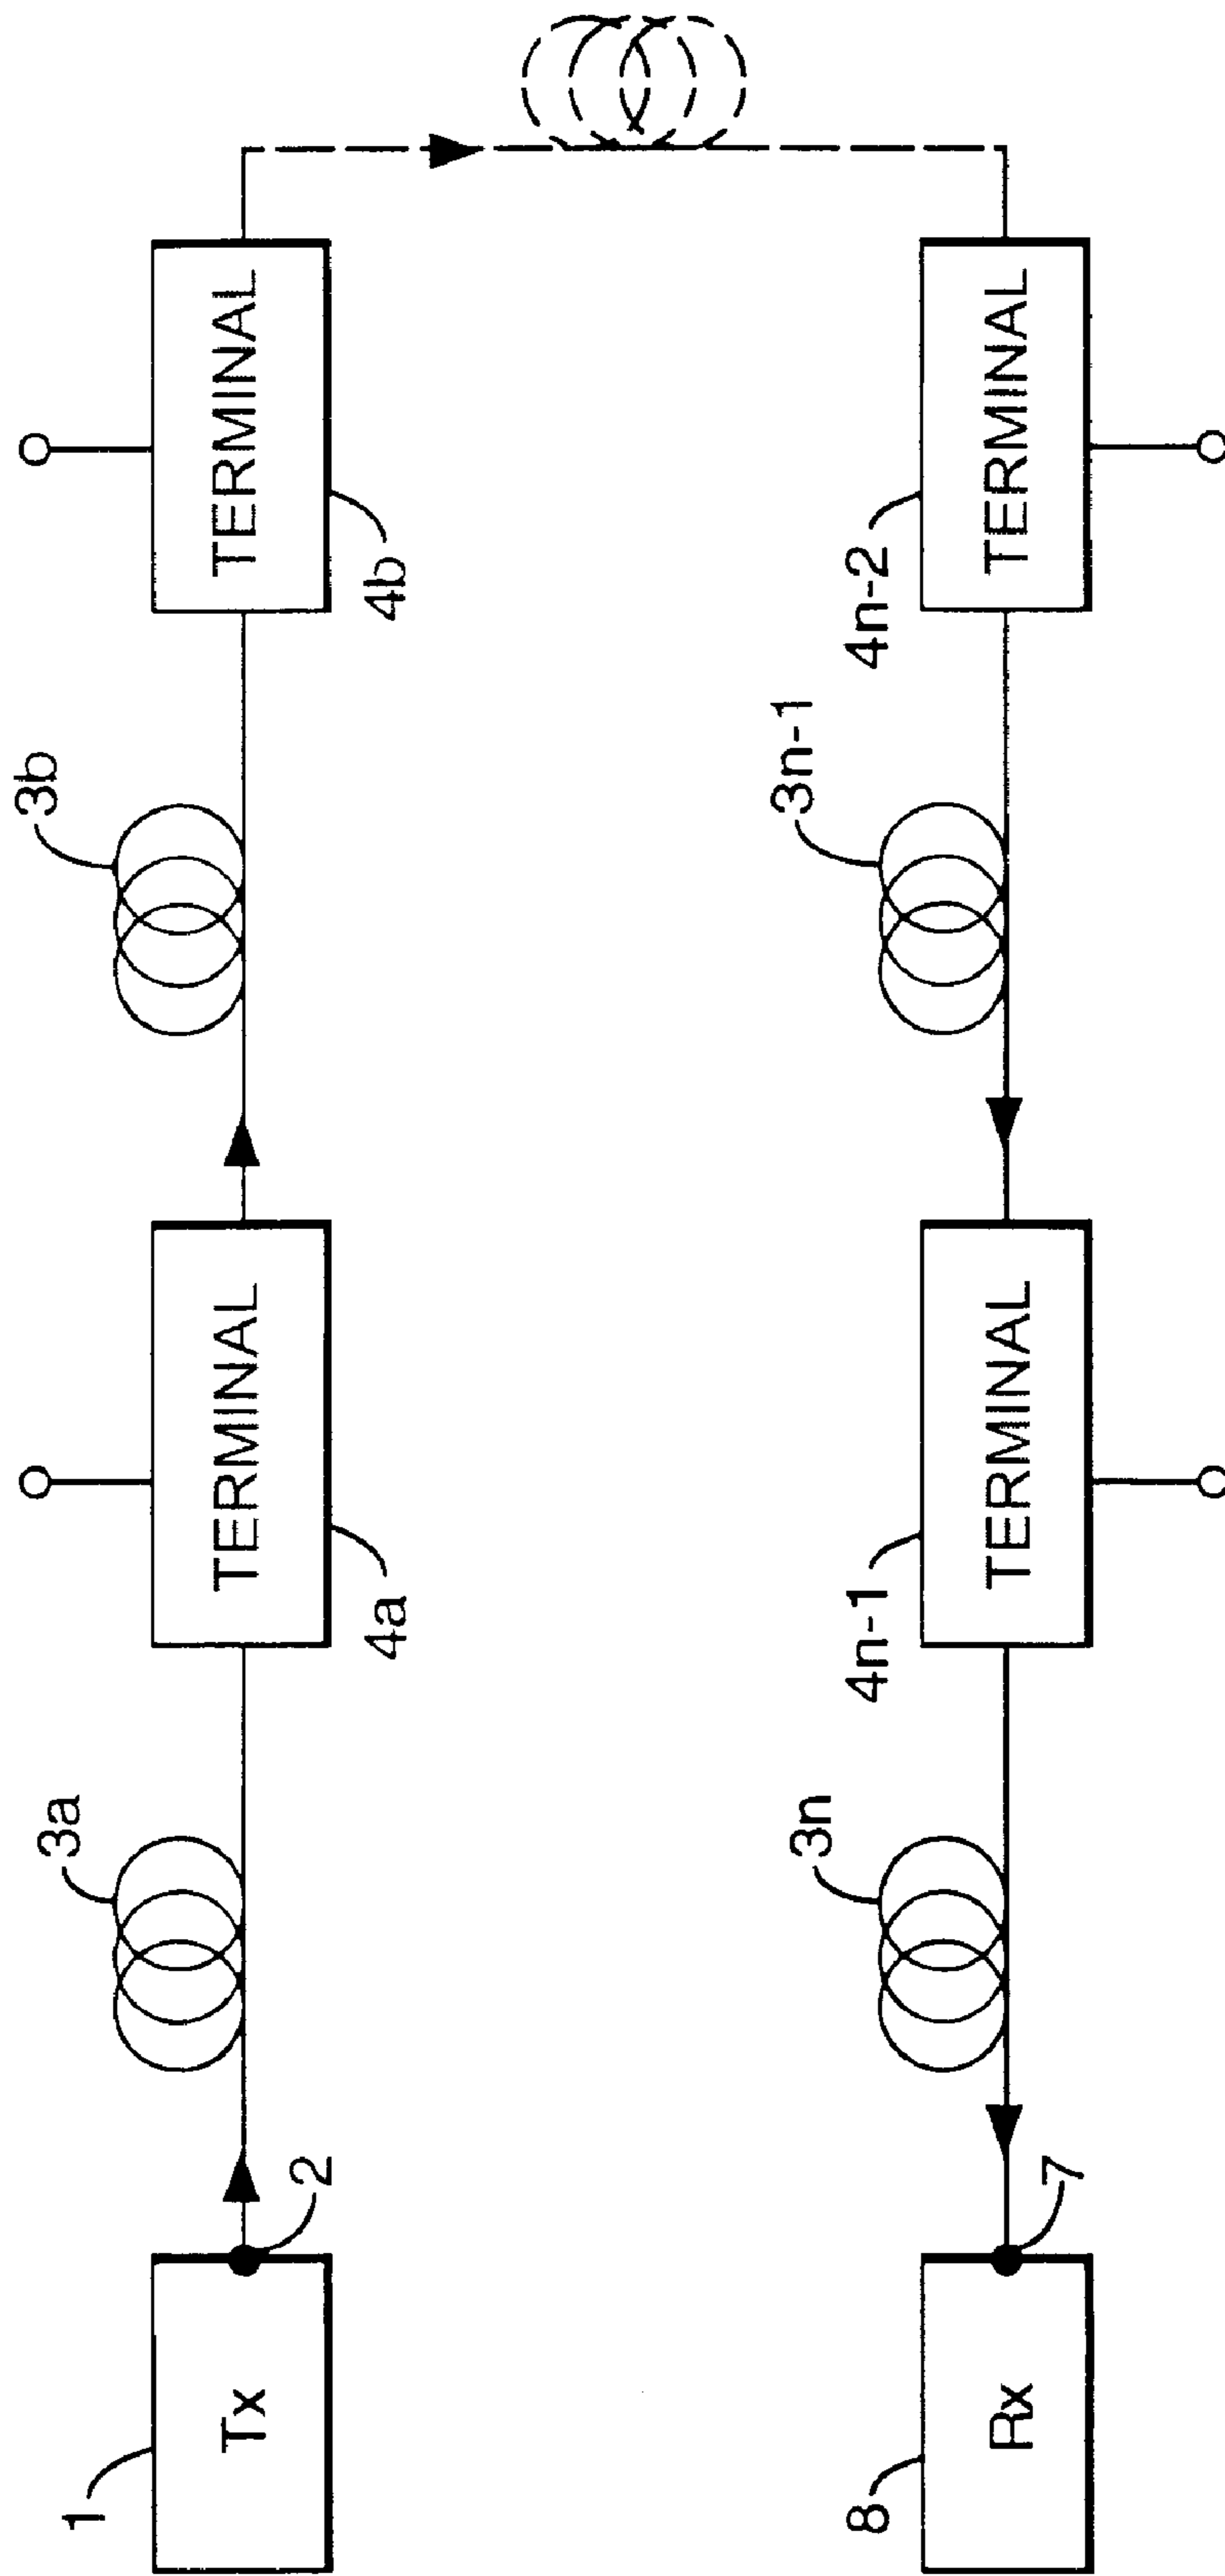 3a
3b
1
Tx
2
TERMINAL
4a
TERMINAL
4b
3n
3n-1
8
Rx
7
4n-1
TERMINAL
4n-2
TERMINAL